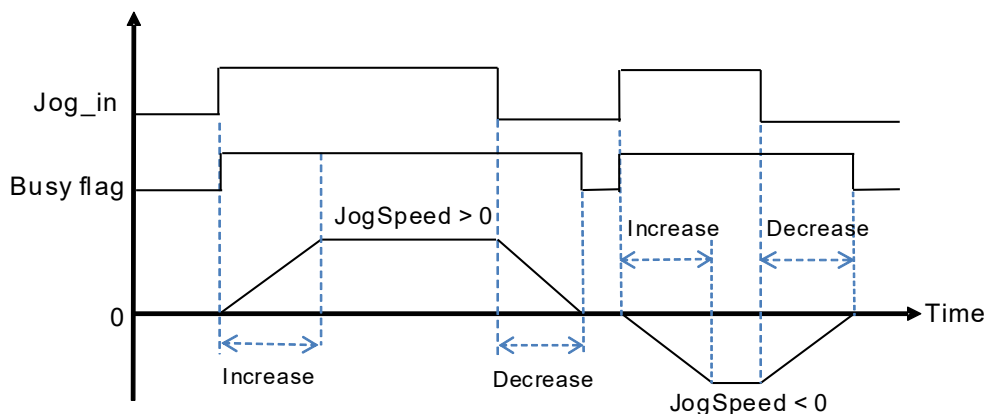 Jog_in
Busy flag
JogSpeed > 0
Increase
Decrease
0
Time
Increase
Decrease
JogSpeed < 0